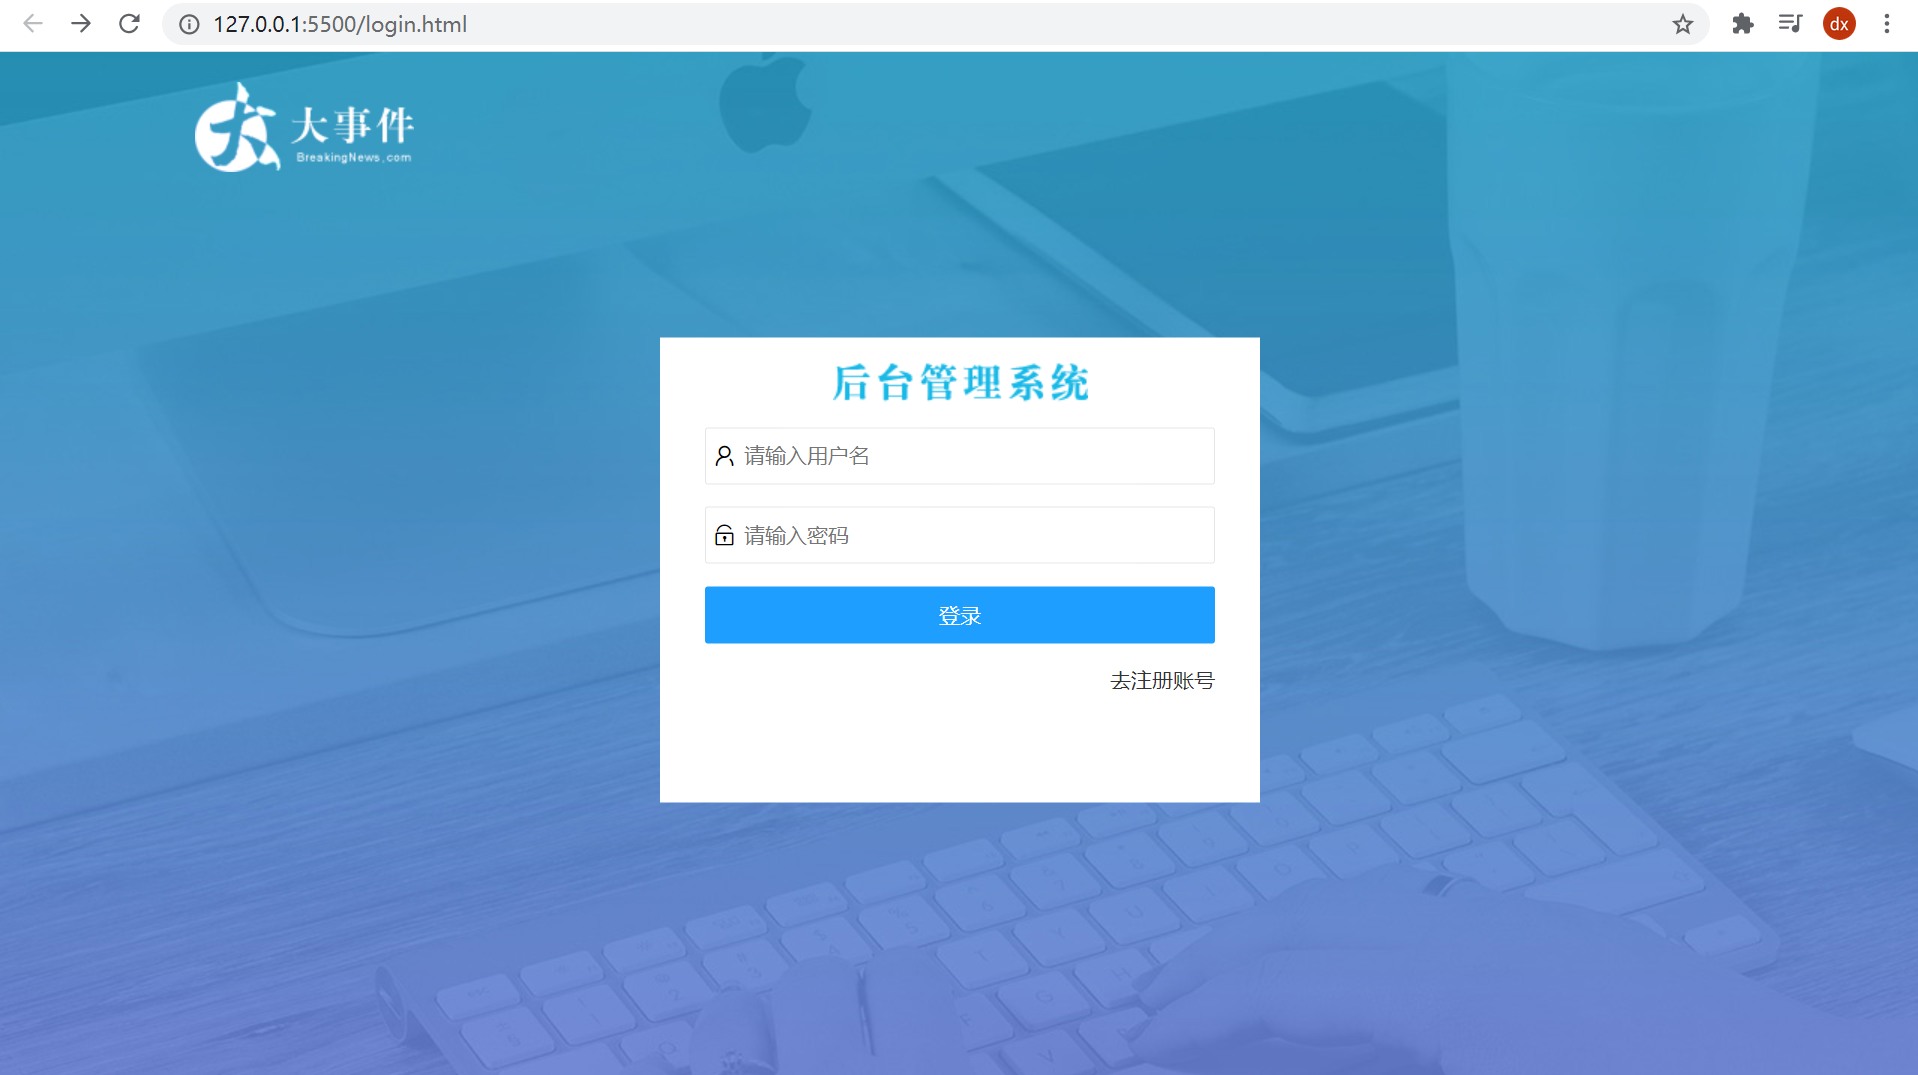 127.0.0.1:5500/login.html
dx
大事件
BreakingNews.com
后台管理系统
请输入用户名
请输入密码
登录
去注册账号